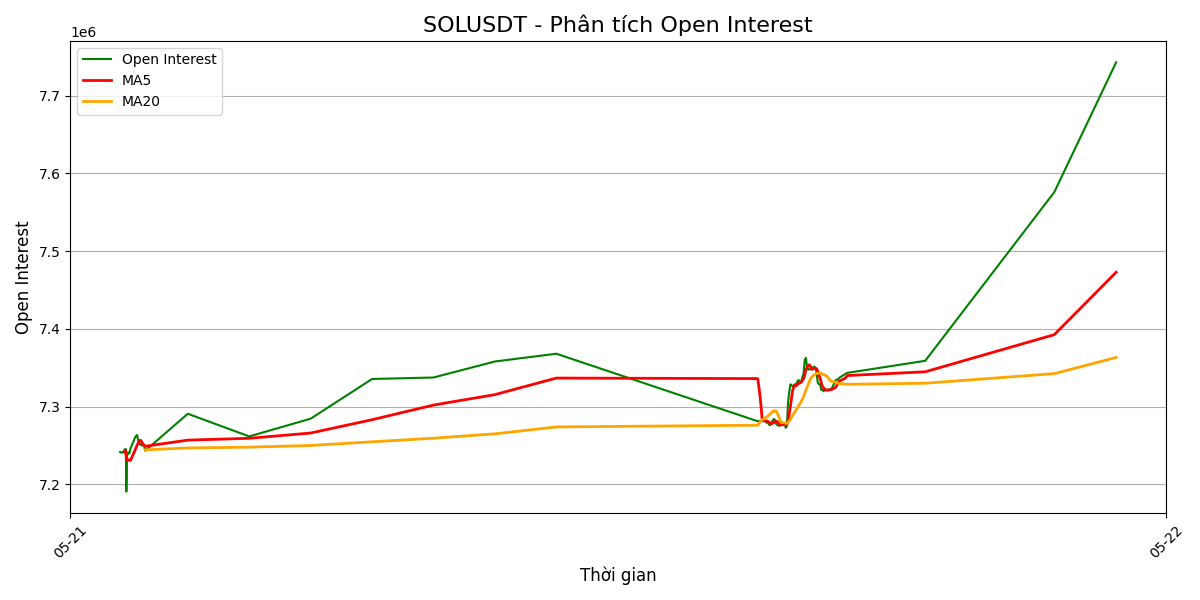 SOLUSDT - Phân tích Open Interest
1e6
Open Interest
MA5
MA20
7.7
7.6
7.5
7.4
7.3
7.2
Open Interest
05-21
05-22
Thời gian